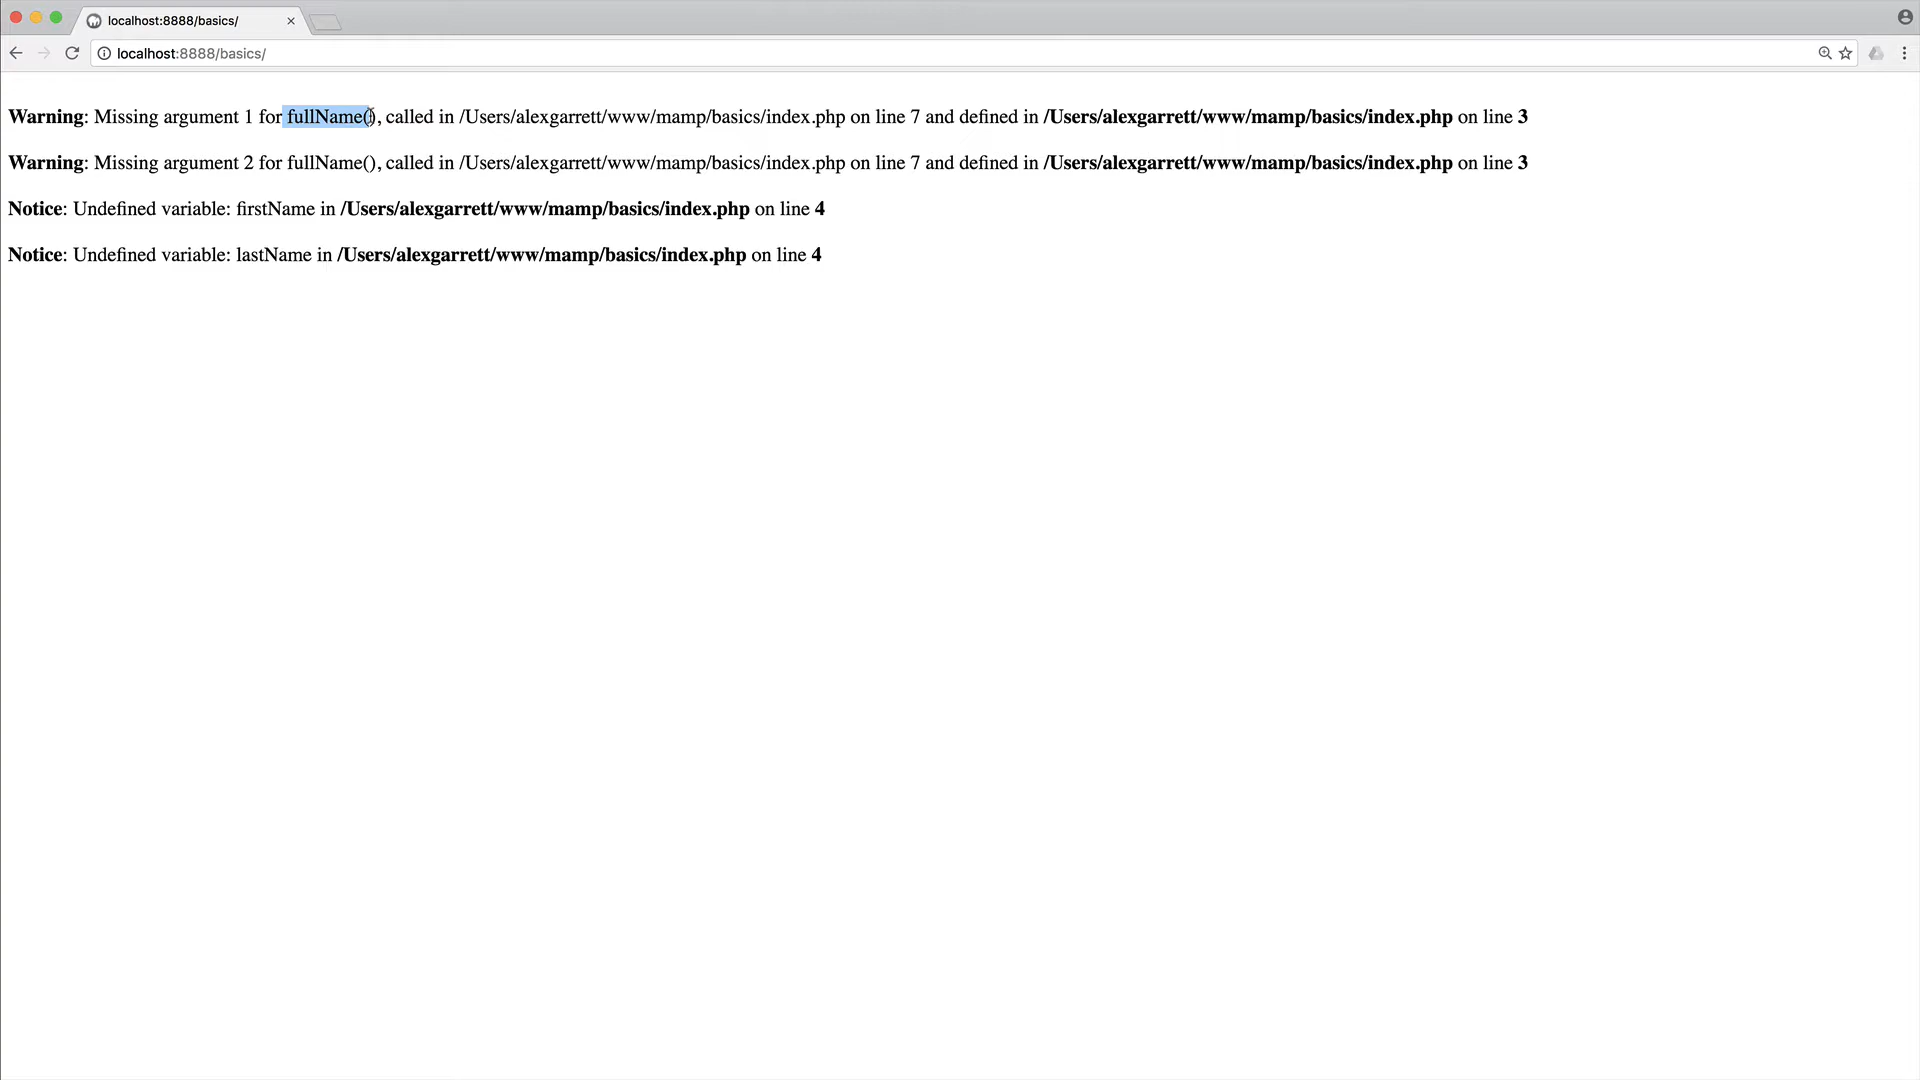 localhost:8888/basics/
localhost:8888/basics/
Warning: Missing argument 1 for fullName(), called in /Users/alexgarrett/www/mamp/basics/index.php on line 7 and defined in /Users/alexgarrett/www/mamp/basics/index.php on line 3
Warning: Missing argument 2 for fullName(), called in /Users/alexgarrett/www/mamp/basics/index.php on line 7 and defined in /Users/alexgarrett/www/mamp/basics/index.php on line 3
Notice: Undefined variable: firstName in /Users/alexgarrett/www/mamp/basics/index.php on line 4
Notice: Undefined variable: lastName in /Users/alexgarrett/www/mamp/basics/index.php on line 4